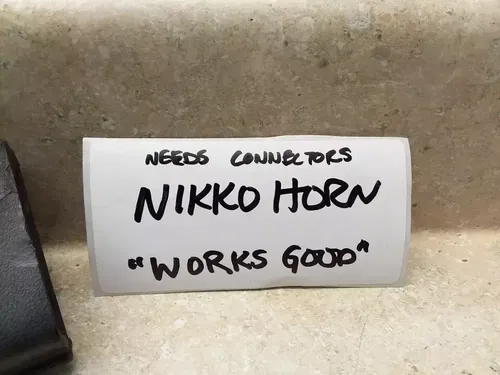 NEEDS CONNECTORS
NIKKO HORN
"WORKS GOOD"